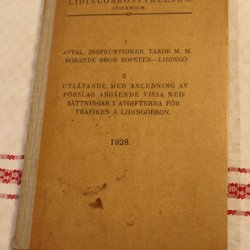 LIDINGÖBROSTYRELSEN
STOCKHOLM
1.
AVTAL, INSTRUKTIONER, TAXOR M. M.
RÖRANDE BRON ROPSTEN—LIDINGÖ.
2.
UTLÅTANDE MED ANLEDNING AV
FÖRSLAG ANGÅENDE VISSA NED-
SÄTTNINGAR I AVGIFTERNA FÖR
TRAFIKEN Å LIDINGÖBRON.
1928.